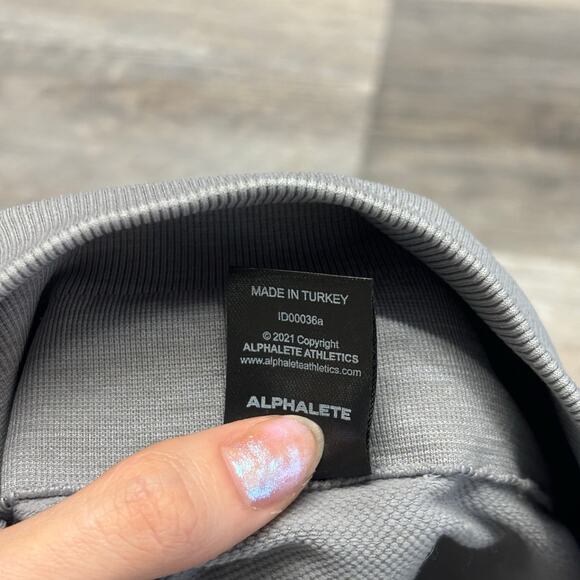 MADE IN TURKEY
ID00036a
© 2021 Copyright
ALPHALETE ATHLETICS
www.alphaleteathletics.com
ALPHALETE